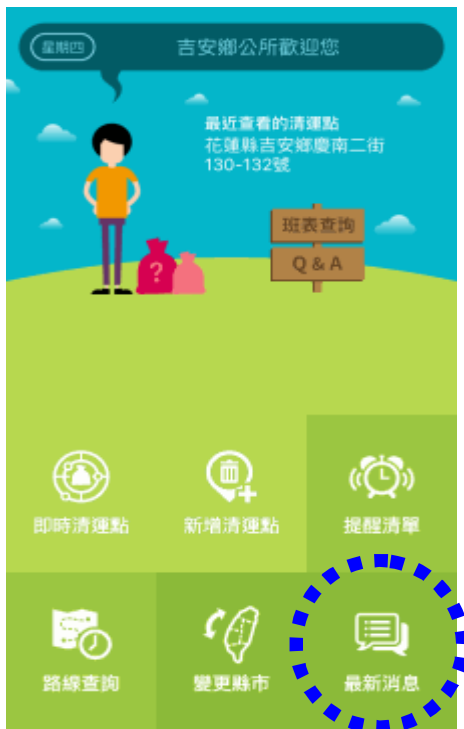 星期四
吉安鄉公所歡迎您
最近查看的清運點
花蓮縣吉安鄉慶南二街
130-132號
班表查詢
Q & A
?
即時清運點
新增清運點
提醒清單
路線查詢
變更縣市
最新消息